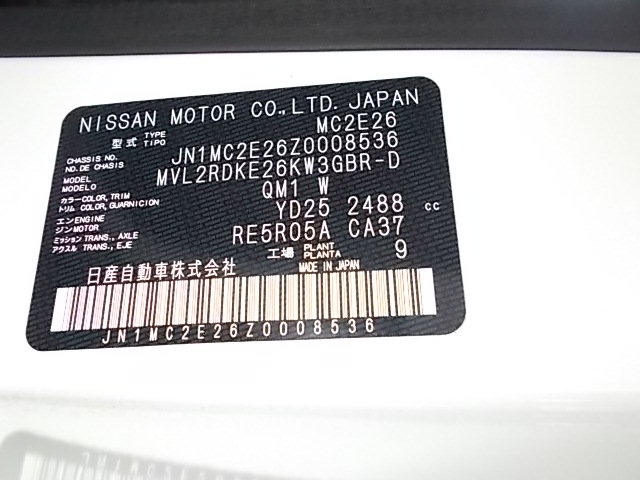 NISSAN MOTOR CO.,LTD. JAPAN
型式 TYPE TIPO MC2E26
CHASSIS NO. NO.DE CHASSIS JN1MC2E26Z0008536
MODEL MODELO MVL2RDKE26KW3GBR-D
カラー COLOR, TRIM トリム COLOR, GUARNICION QM1 W
エンジン ENGINE MOTOR YD25 2488 cc
ミッション TRANS., AXLE アクスル TRANS., EJE RE5R05A CA37
工場 PLANT PLANTA 9
日産自動車株式会社 MADE IN JAPAN
JN1MC2E26Z0008536